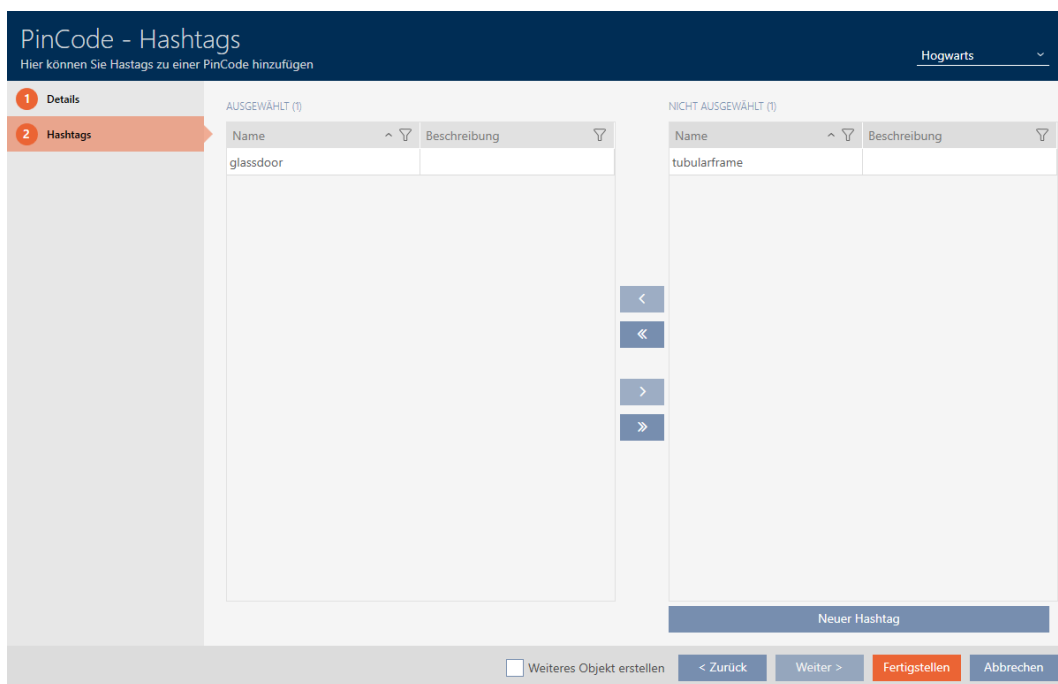 PinCode - Hashtags
Hier können Sie Hastags zu einer PinCode hinzufügen
Hogwarts
1 Details
2 Hashtags
AUSGEWÄHLT (1)
Name Beschreibung
glassdoor
NICHT AUSGEWÄHLT (1)
Name Beschreibung
tubularframe
Neuer Hashtag
Weiteres Objekt erstellen
< Zurück
Weiter >
Fertigstellen
Abbrechen